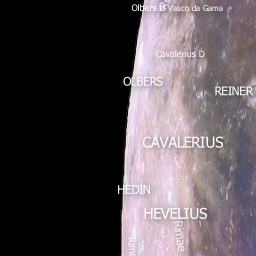 Olbers B
Vasco da Gama
Cavalerius D
OLBERS
REINER
CAVALERIUS
HEDIN
HEVELIUS
Rimae